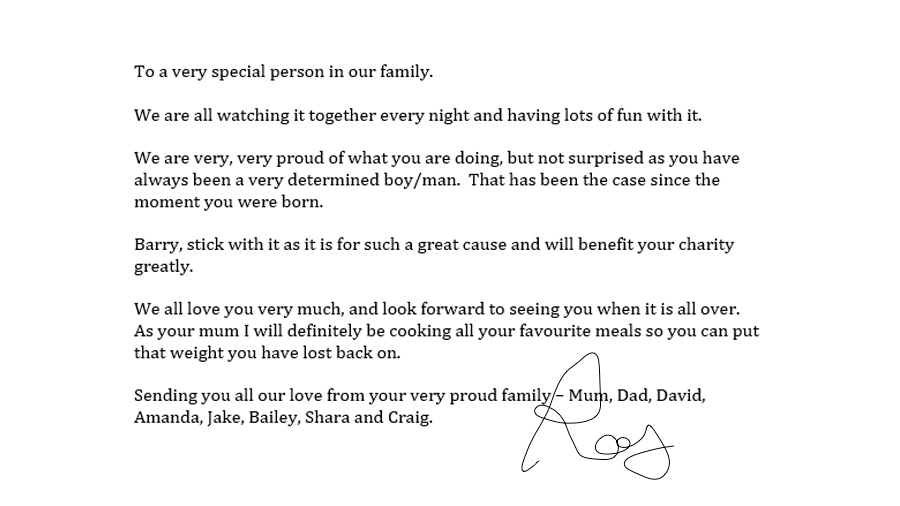 To a very special person in our family.
We are all watching it together every night and having lots of fun with it.
We are very, very proud of what you are doing, but not surprised as you have
always been a very determined boy/man.  That has been the case since the
moment you were born.
Barry, stick with it as it is for such a great cause and will benefit your charity
greatly.
We all love you very much, and look forward to seeing you when it is all over.
As your mum I will definitely be cooking all your favourite meals so you can put
that weight you have lost back on.
Sending you all our love from your very proud family – Mum, Dad, David,
Amanda, Jake, Bailey, Shara and Craig.